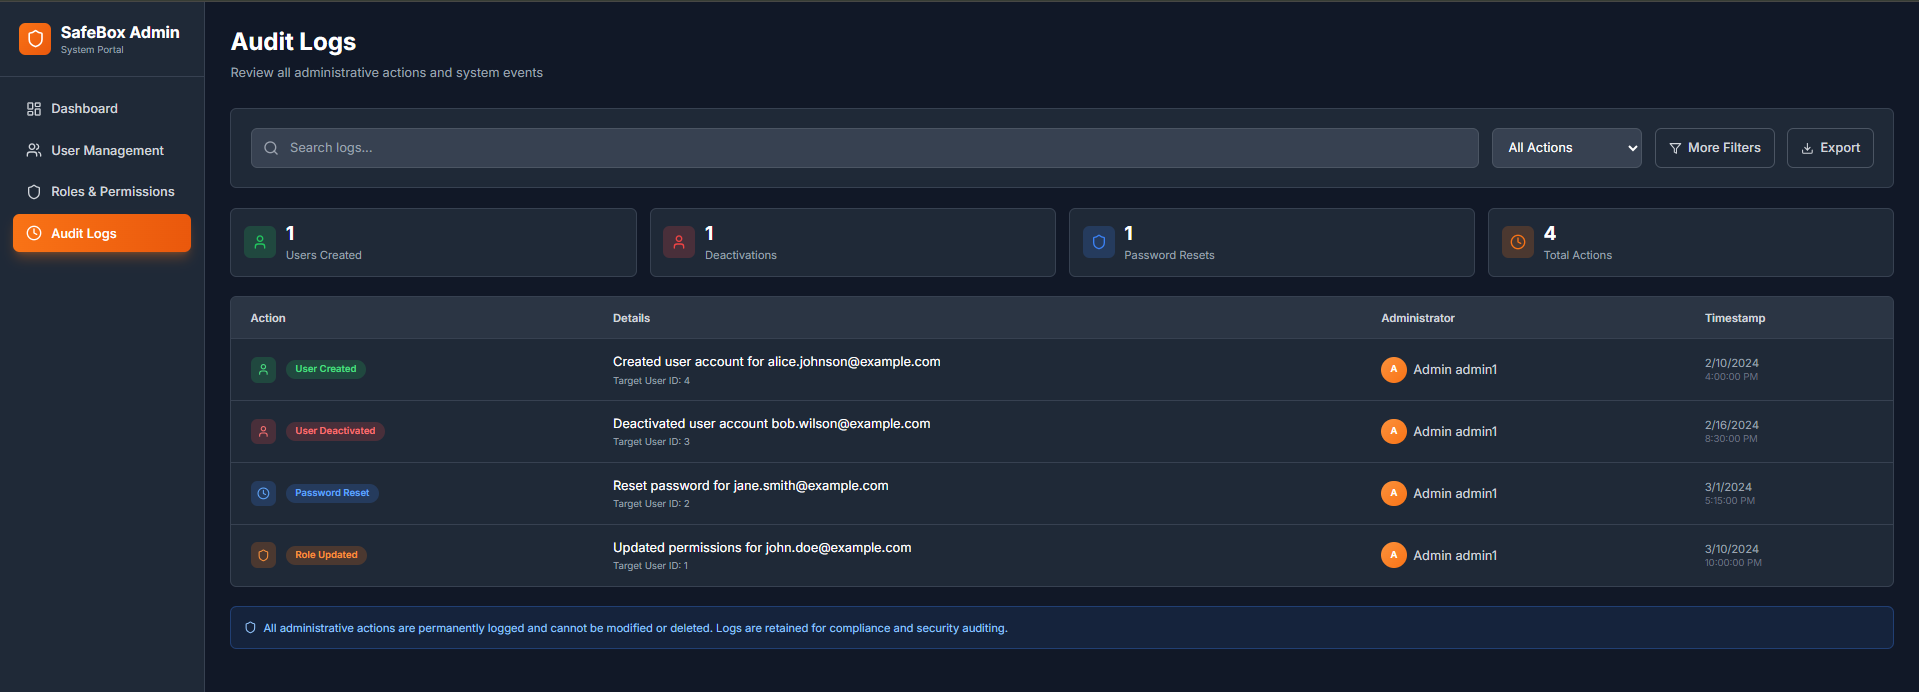 SafeBox Admin
System Portal
Dashboard
User Management
Roles & Permissions
Audit Logs
Audit Logs
Review all administrative actions and system events
Search logs...
All Actions
More Filters
Export
1
Users Created
1
Deactivations
1
Password Resets
4
Total Actions
Action Details Administrator Timestamp
User Created
Created user account for alice.johnson@example.com
Target User ID: 4
A Admin admin1
2/10/2024
4:00:00 PM
User Deactivated
Deactivated user account bob.wilson@example.com
Target User ID: 3
A Admin admin1
2/16/2024
8:30:00 PM
Password Reset
Reset password for jane.smith@example.com
Target User ID: 2
A Admin admin1
3/1/2024
5:15:00 PM
Role Updated
Updated permissions for john.doe@example.com
Target User ID: 1
A Admin admin1
3/10/2024
10:00:00 PM
All administrative actions are permanently logged and cannot be modified or deleted. Logs are retained for compliance and security auditing.